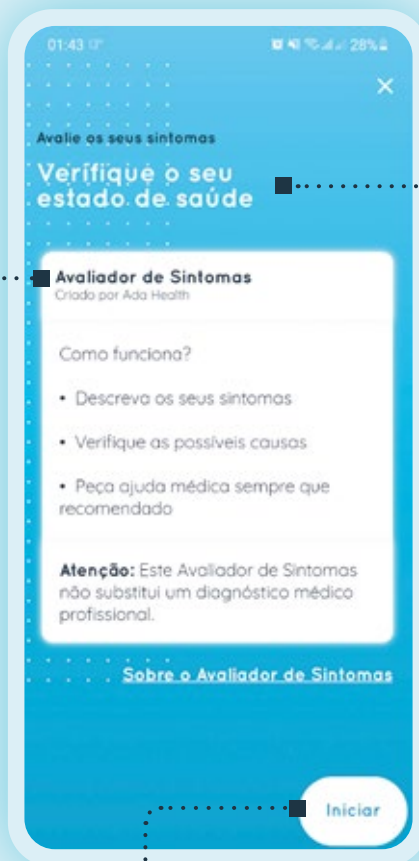 01:43
28%
Avalie os seus sintomas
Verifique o seu
estado de saúde
Avaliador de Sintomas
Criado por Ada Health
Como funciona?
• Descreva os seus sintomas
• Verifique as possíveis causas
• Peça ajuda médica sempre que
recomendado
Atenção: Este Avaliador de Sintomas
não substitui um diagnóstico médico
profissional.
Sobre o Avaliador de Sintomas
Iniciar